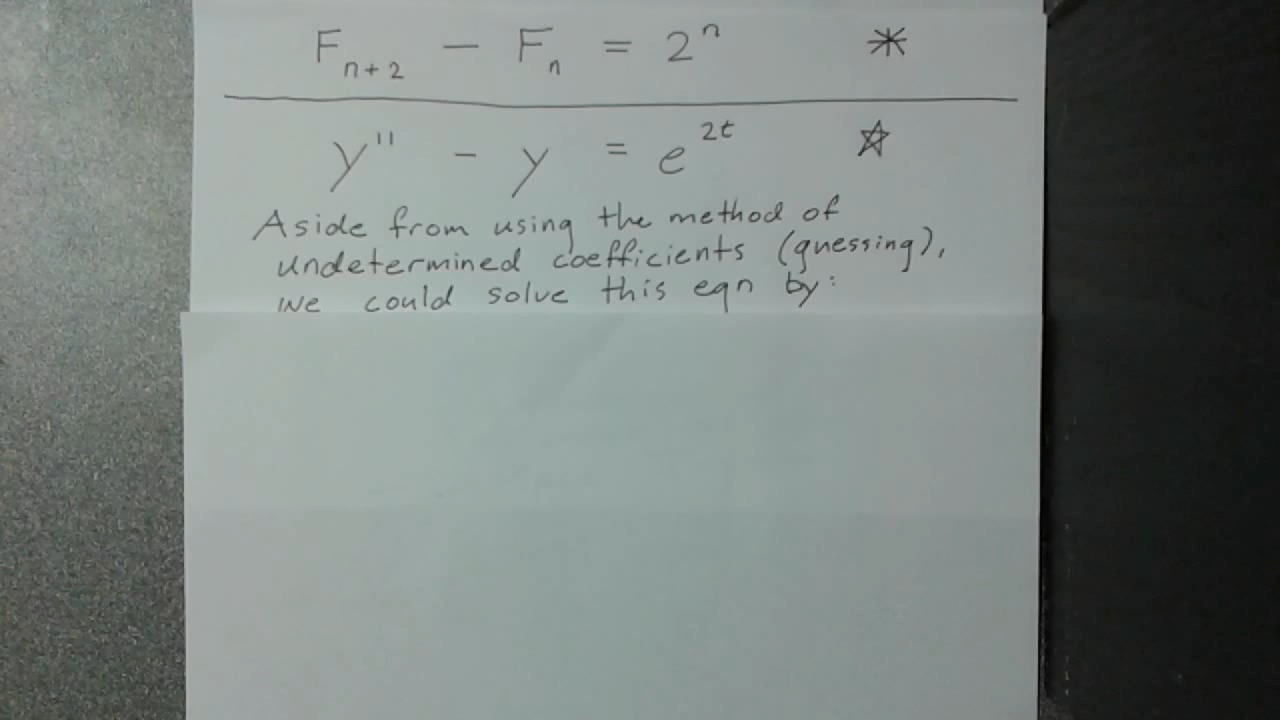 F_{n+2} − F_n = 2^n *
y'' − y = e^{2t} ☆
Aside from using the method of
undetermined coefficients (guessing),
we could solve this eqn by: